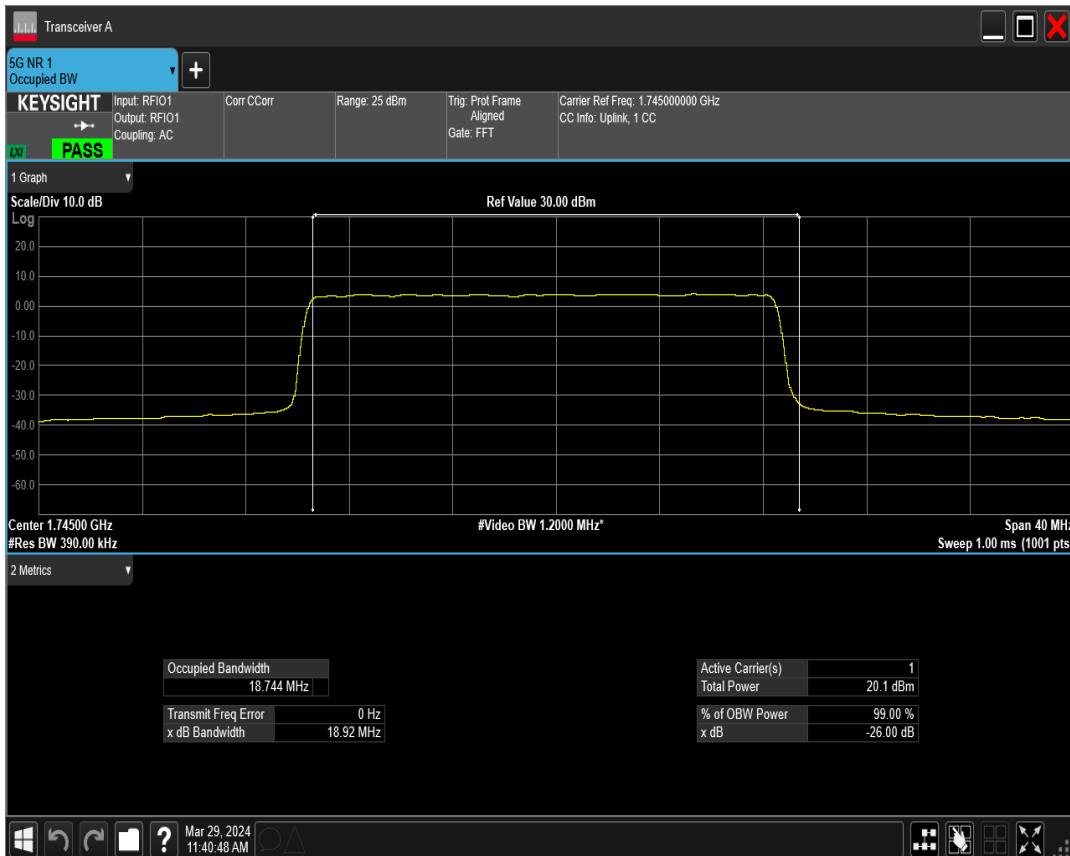 Transceiver A
5G NR 1
Occupied BW
+
KEYSIGHT
LXI
PASS
Input: RFIO1
Output: RFIO1
Coupling: AC
Corr CCorr
Range: 25 dBm
Trig: Prot Frame
Aligned
Gate: FFT
Carrier Ref Freq: 1.745000000 GHz
CC Info: Uplink, 1 CC
1 Graph
Scale/Div 10.0 dB
Ref Value 30.00 dBm
Log
20.0
10.0
0.00
-10.0
-20.0
-30.0
-40.0
-50.0
-60.0
Center 1.74500 GHz
#Video BW 1.2000 MHz*
Span 40 MHz
#Res BW 390.00 kHz
Sweep 1.00 ms (1001 pts
2 Metrics
Occupied Bandwidth
18.744 MHz
Transmit Freq Error 0 Hz
x dB Bandwidth 18.92 MHz
Active Carrier(s) 1
Total Power 20.1 dBm
% of OBW Power 99.00 %
x dB -26.00 dB
?
Mar 29, 2024
11:40:48 AM